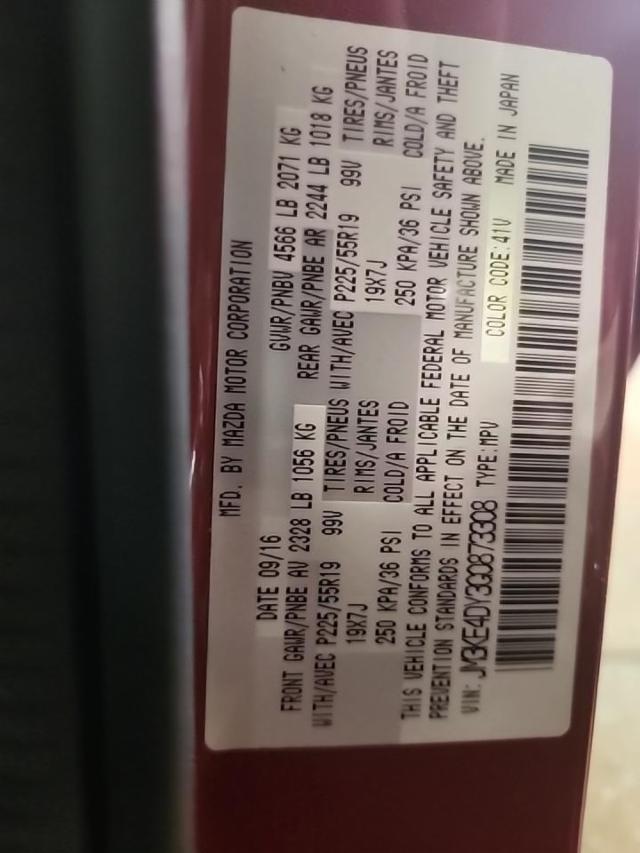 MFD. BY MAZDA MOTOR CORPORATION
DATE 09/16 GVWR/PNBV 4566 LB 2071 KG
FRONT GAWR/PNBE AV 2328 LB 1056 KG REAR GAWR/PNBE AR 2244 LB 1018 KG
WITH/AVEC P225/55R19 99V TIRES/PNEUS WITH/AVEC P225/55R19 99V TIRES/PNEUS
19X7J RIMS/JANTES 19X7J RIMS/JANTES
250 KPA/36 PSI COLD/A FROID 250 KPA/36 PSI COLD/A FROID
THIS VEHICLE CONFORMS TO ALL APPLICABLE FEDERAL MOTOR VEHICLE SAFETY AND THEFT
PREVENTION STANDARDS IN EFFECT ON THE DATE OF MANUFACTURE SHOWN ABOVE.
VIN: JM3KE4DY3G0873308 TYPE:MPV COLOR CODE:41V MADE IN JAPAN